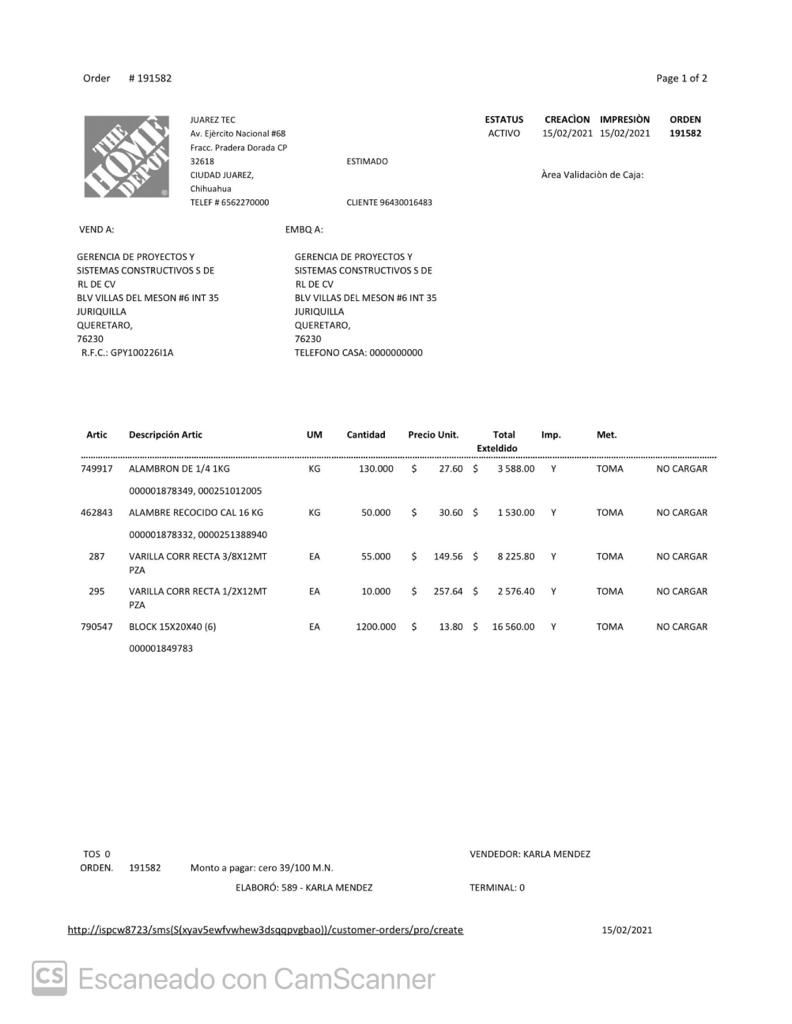 Order # 191582 Page 1 of 2
THE HOME DEPOT
JUAREZ TEC ESTATUS CREACIÒN IMPRESIÒN ORDEN
Av. Ejèrcito Nacional #68 ACTIVO 15/02/2021 15/02/2021 191582
Fracc. Pradera Dorada CP
32618 ESTIMADO
CIUDAD JUAREZ, Àrea Validaciòn de Caja:
Chihuahua
TELEF # 6562270000 CLIENTE 96430016483
VEND A: EMBQ A:
GERENCIA DE PROYECTOS Y GERENCIA DE PROYECTOS Y
SISTEMAS CONSTRUCTIVOS S DE SISTEMAS CONSTRUCTIVOS S DE
RL DE CV RL DE CV
BLV VILLAS DEL MESON #6 INT 35 BLV VILLAS DEL MESON #6 INT 35
JURIQUILLA JURIQUILLA
QUERETARO, QUERETARO,
76230 76230
R.F.C.: GPY100226I1A TELEFONO CASA: 0000000000
Artic Descripción Artic UM Cantidad Precio Unit. Total Imp. Met.
Exteldido
749917 ALAMBRON DE 1/4 1KG KG 130.000 $ 27.60 $ 3 588.00 Y TOMA NO CARGAR
000001878349, 000251012005
462843 ALAMBRE RECOCIDO CAL 16 KG KG 50.000 $ 30.60 $ 1 530.00 Y TOMA NO CARGAR
000001878332, 0000251388940
287 VARILLA CORR RECTA 3/8X12MT EA 55.000 $ 149.56 $ 8 225.80 Y TOMA NO CARGAR
PZA
295 VARILLA CORR RECTA 1/2X12MT EA 10.000 $ 257.64 $ 2 576.40 Y TOMA NO CARGAR
PZA
790547 BLOCK 15X20X40 (6) EA 1200.000 $ 13.80 $ 16 560.00 Y TOMA NO CARGAR
000001849783
TOS 0 VENDEDOR: KARLA MENDEZ
ORDEN. 191582 Monto a pagar: cero 39/100 M.N.
ELABORÓ: 589 - KARLA MENDEZ TERMINAL: 0
http://ispcw8723/sms(S(xyav5ewfvwhew3dsqqpvgbao))/customer-orders/pro/create 15/02/2021
CS Escaneado con CamScanner